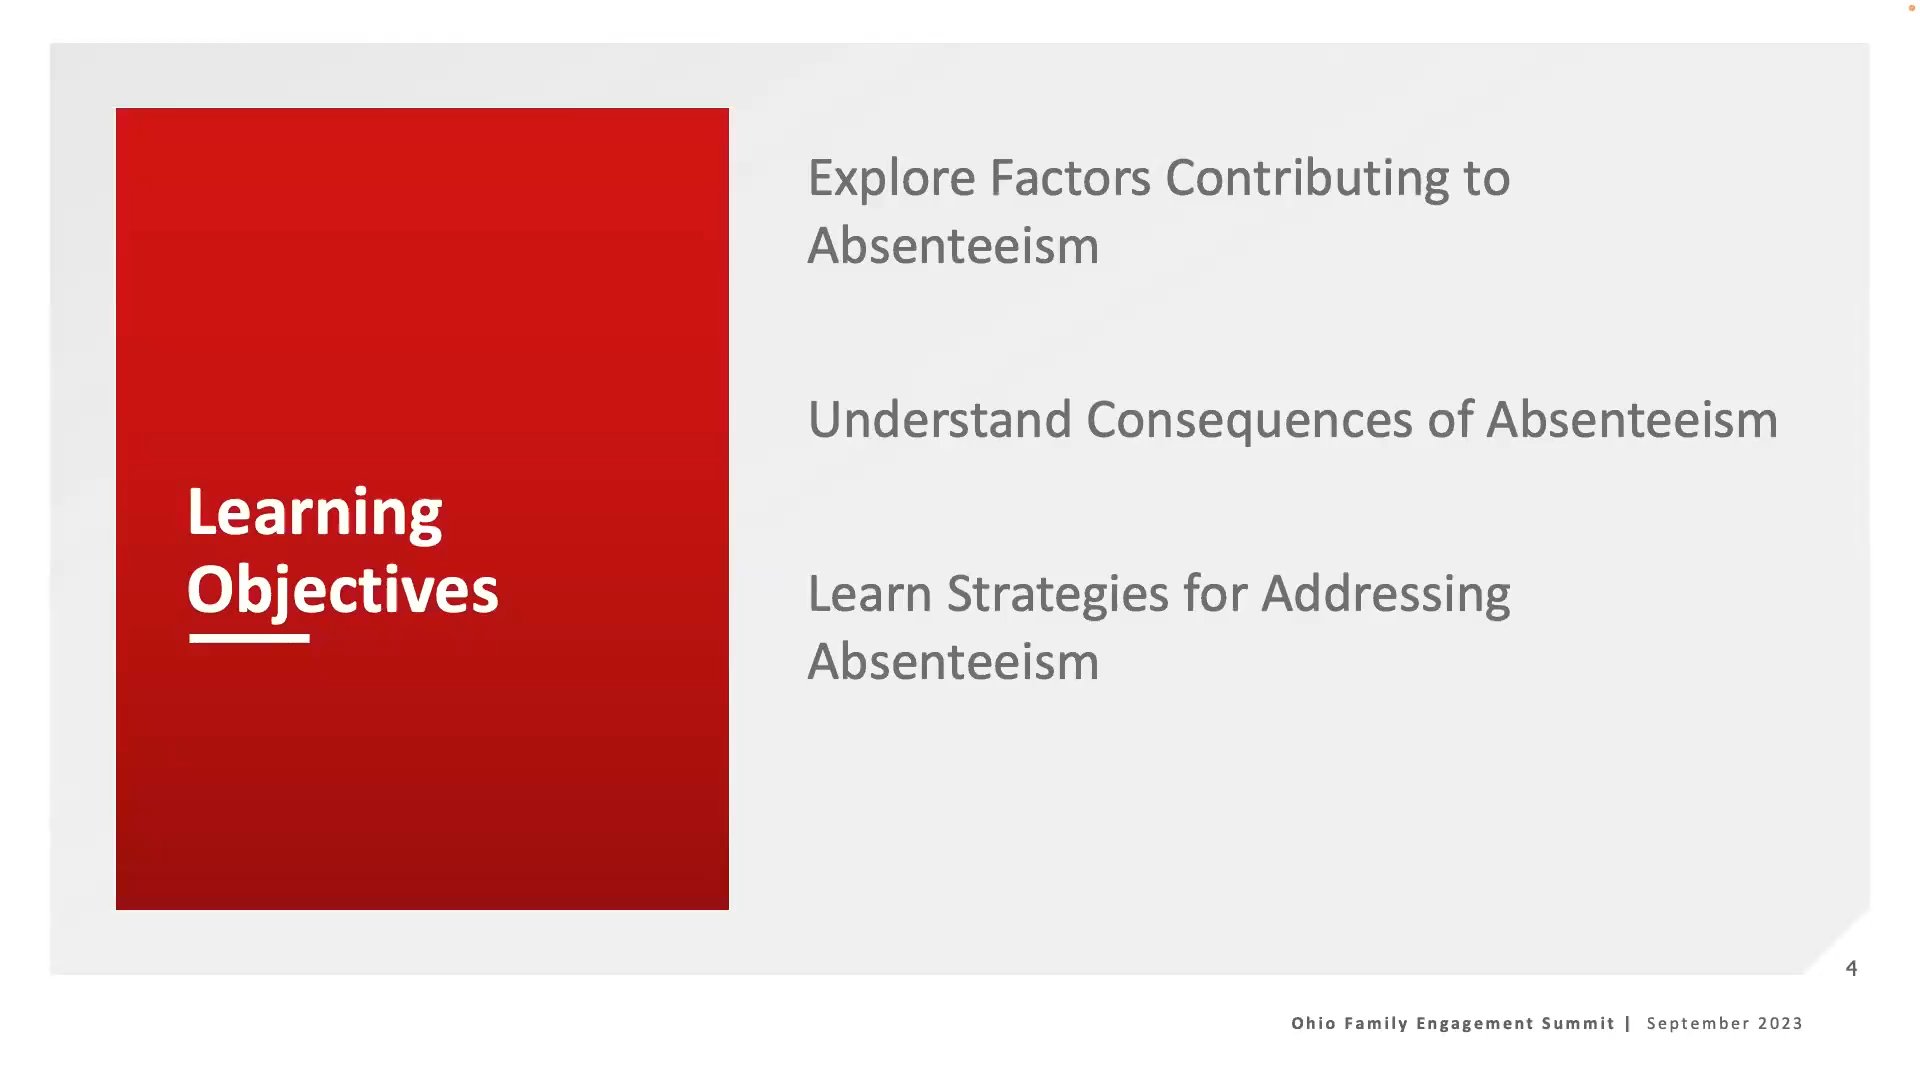 Learning
Objectives
Explore Factors Contributing to
Absenteeism
Understand Consequences of Absenteeism
Learn Strategies for Addressing
Absenteeism
4
Ohio Family Engagement Summit | September 2023